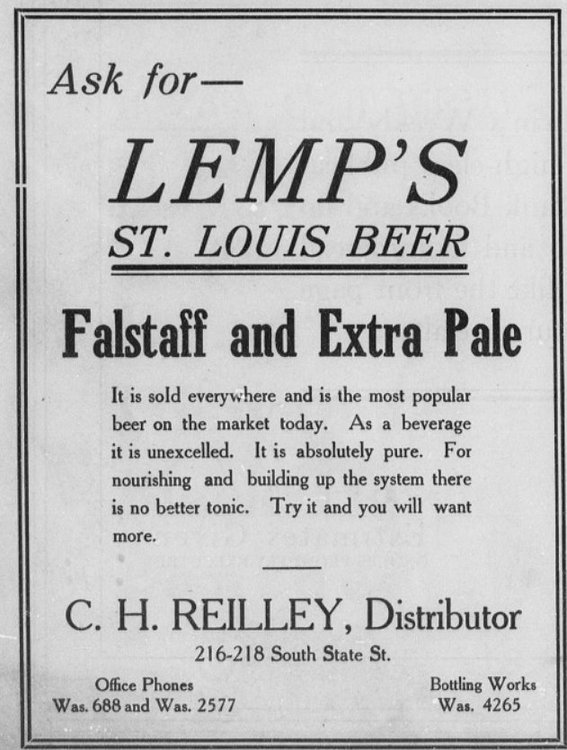 Ask for—
LEMP'S
ST. LOUIS BEER
Falstaff and Extra Pale
It is sold everywhere and is the most popular
beer on the market today. As a beverage
it is unexcelled. It is absolutely pure. For
nourishing and building up the system there
is no better tonic. Try it and you will want
more.
C. H. REILLEY, Distributor
216-218 South State St.
Office Phones
Was. 688 and Was. 2577
Bottling Works
Was. 4265